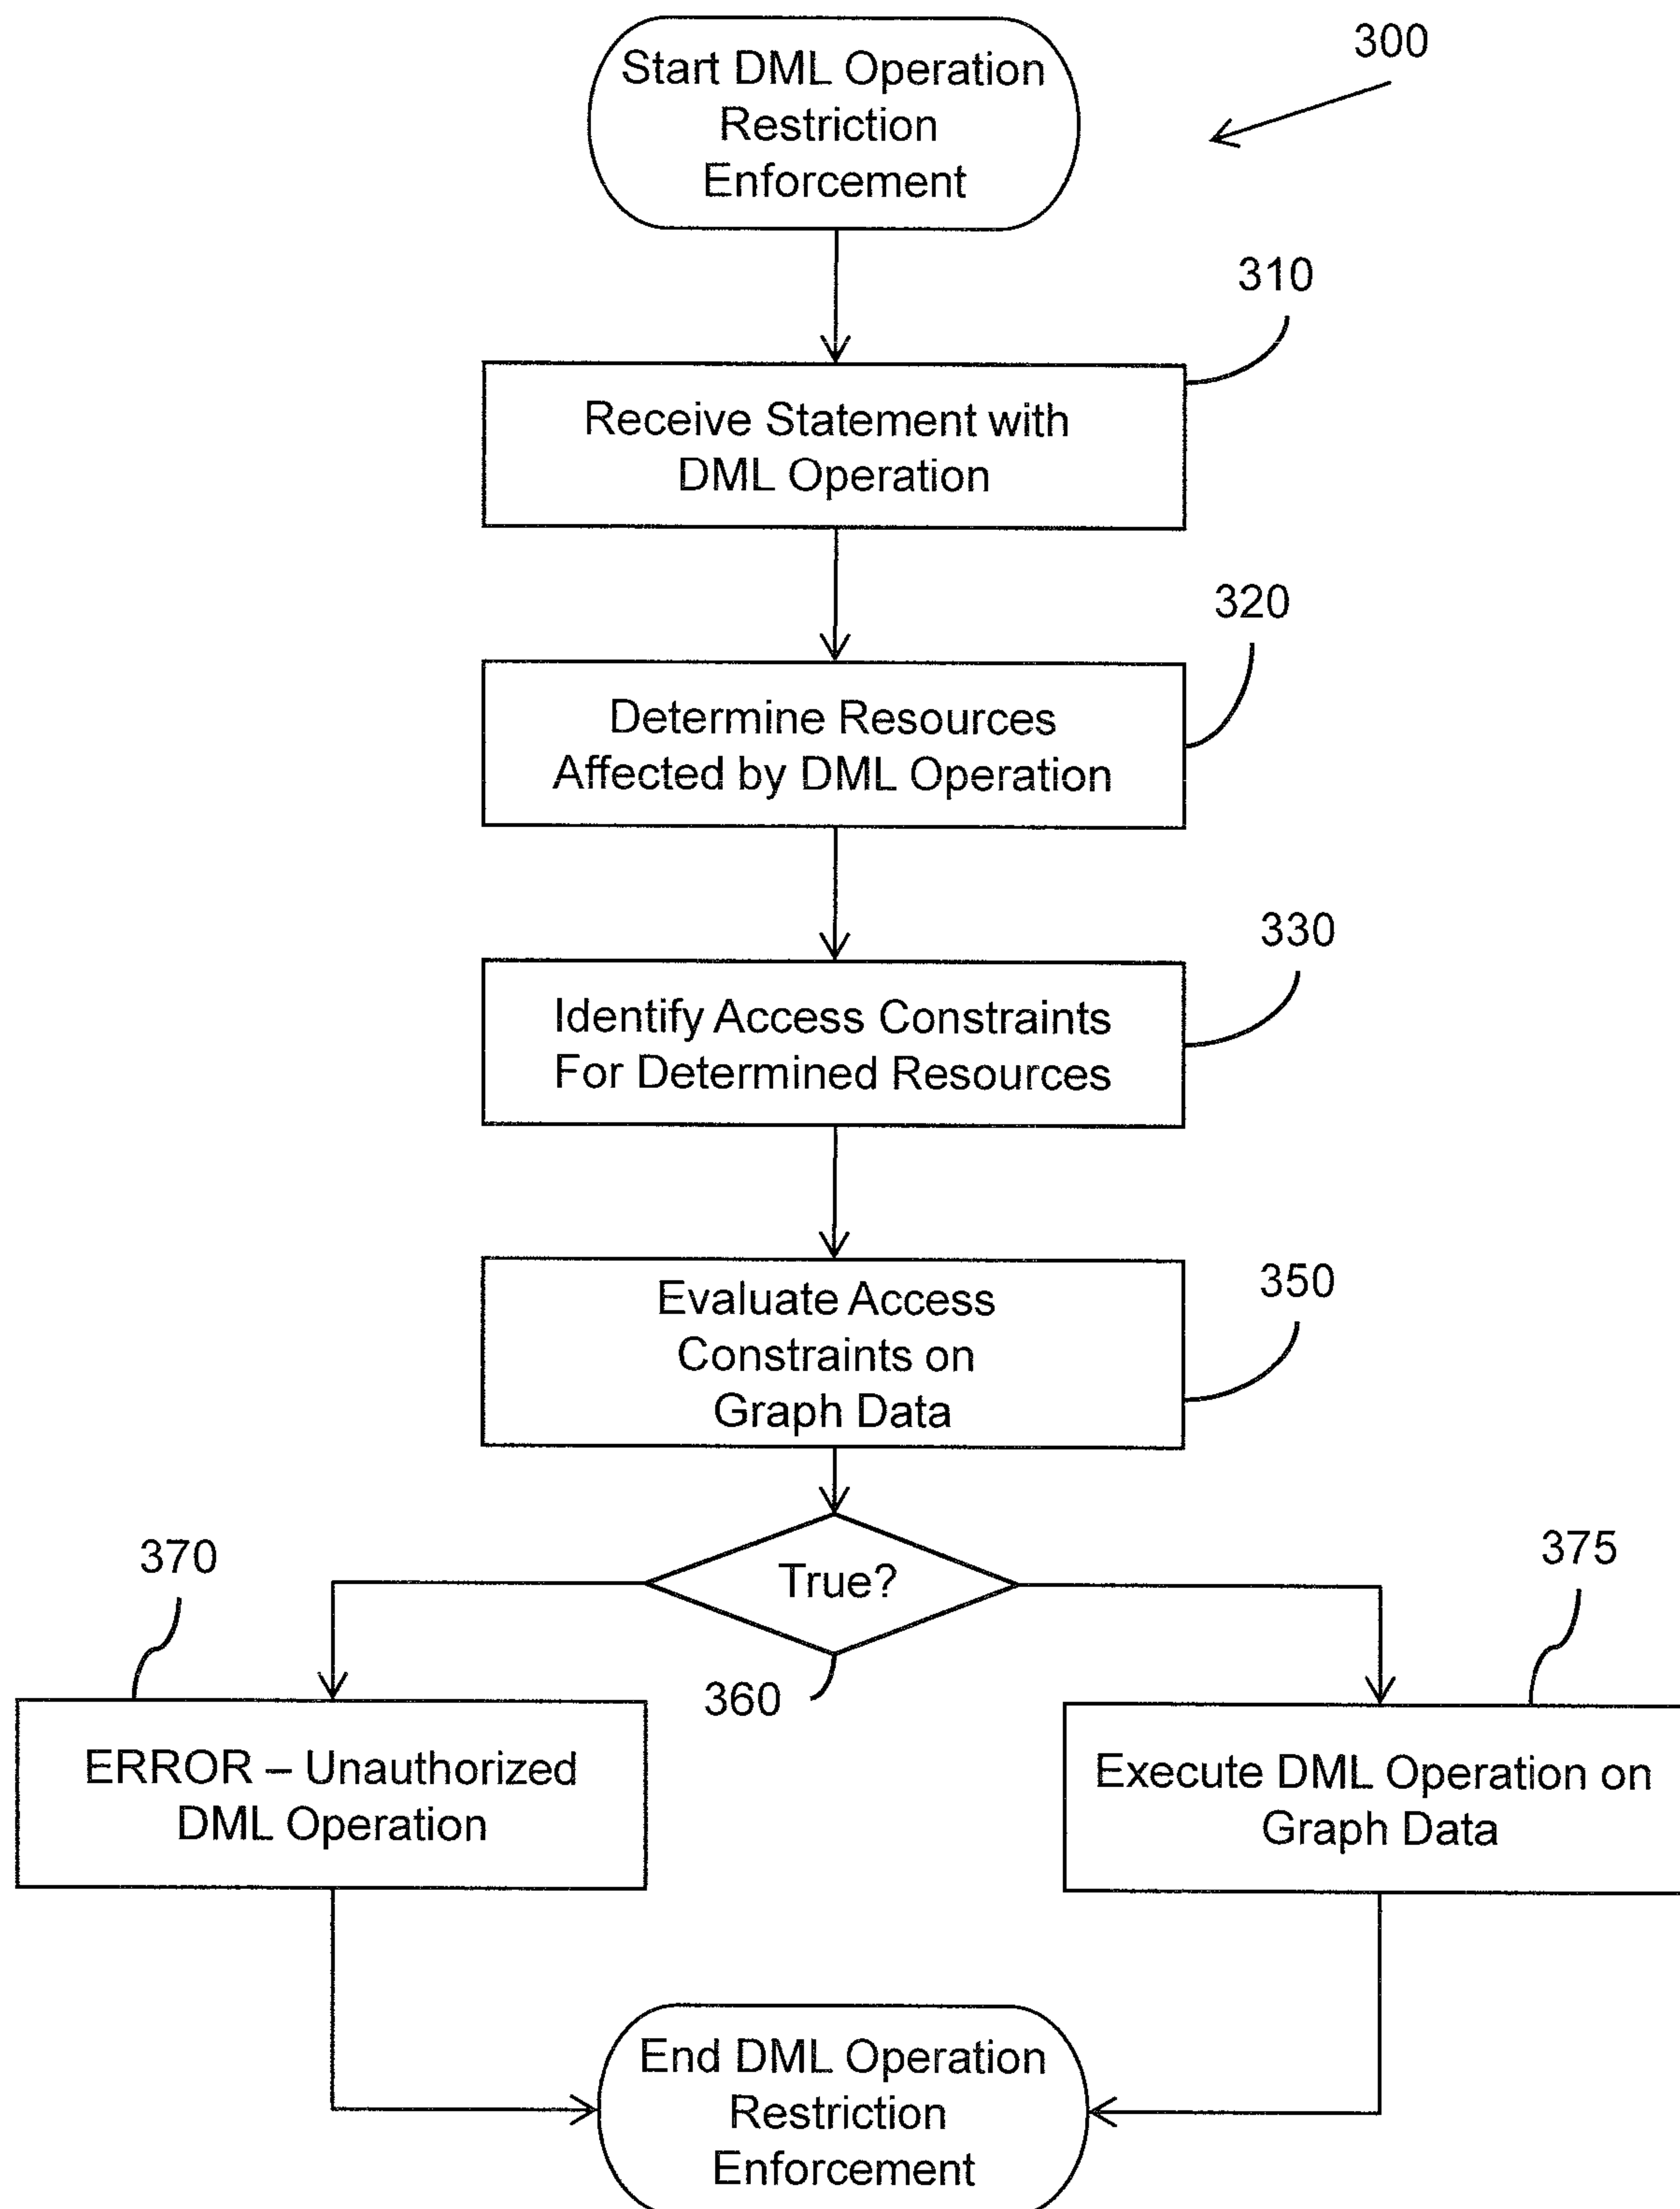 Start DML Operation
Restriction
Enforcement
300
310
Receive Statement with
DML Operation
320
Determine Resources
Affected by DML Operation
330
Identify Access Constraints
For Determined Resources
350
Evaluate Access
Constraints on
Graph Data
True?
360
370
ERROR – Unauthorized
DML Operation
375
Execute DML Operation on
Graph Data
End DML Operation
Restriction
Enforcement